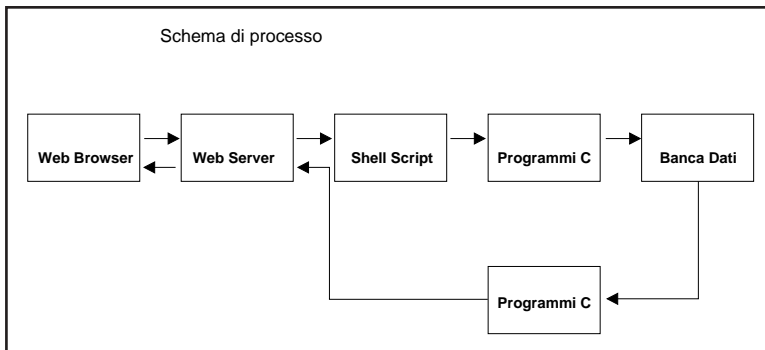 Schema di processo
Web Browser
Web Server
Shell Script
Programmi C
Banca Dati
Programmi C